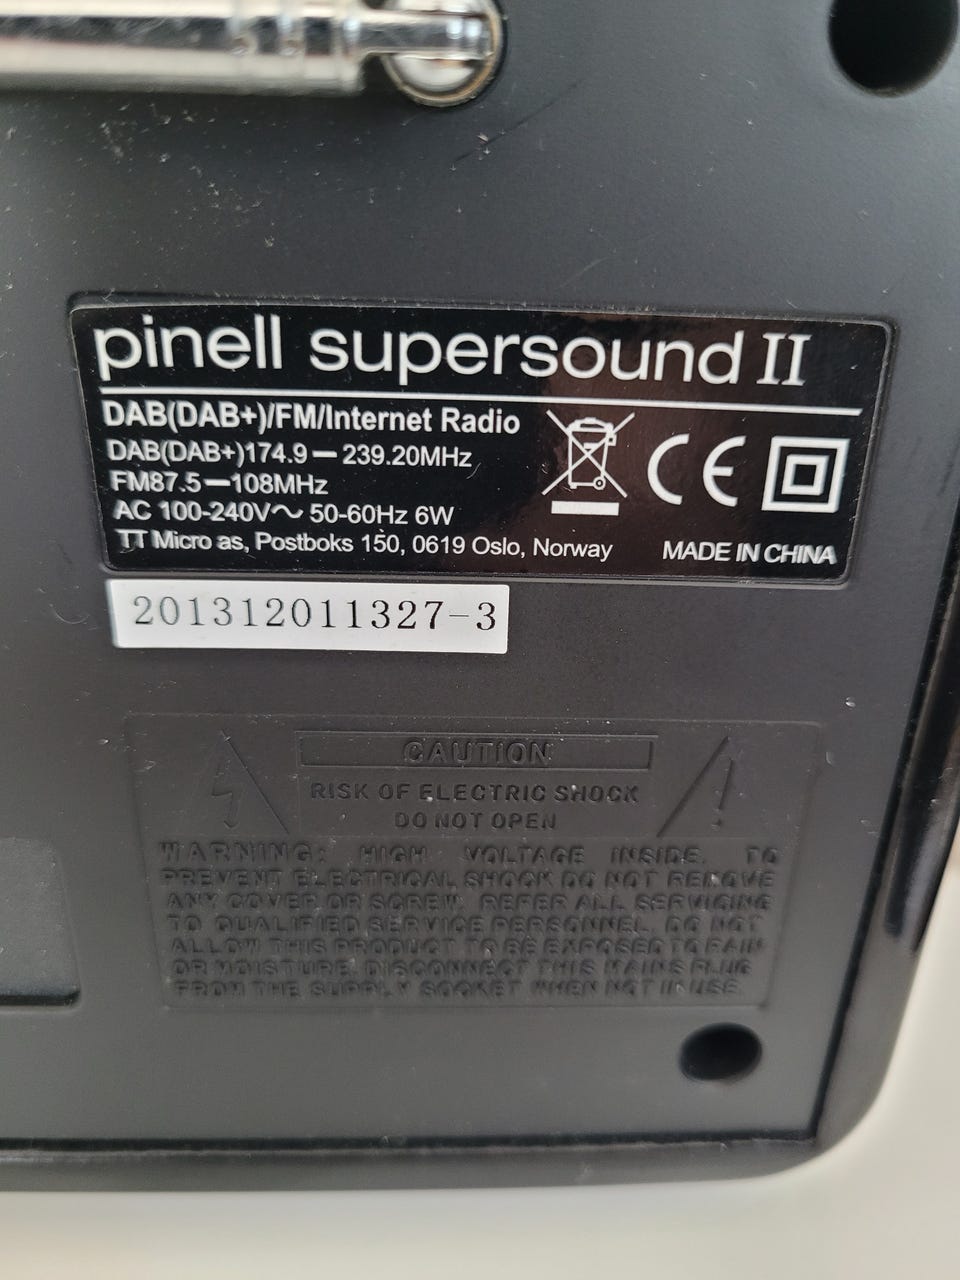 pinell supersound II
DAB(DAB+)/FM/Internet Radio
DAB(DAB+)174.9—239.20MHz
FM87.5—108MHz
AC 100-240V～ 50-60Hz 6W
TT Micro as, Postboks 150, 0619 Oslo, Norway
CE
MADE IN CHINA
201312011327-3
CAUTION
RISK OF ELECTRIC SHOCK
DO NOT OPEN
WARNING: HIGH VOLTAGE INSIDE. TO
PREVENT ELECTRICAL SHOCK DO NOT REMOVE
ANY COVER OR SCREW. REFER ALL SERVICING
TO QUALIFIED SERVICE PERSONNEL. DO NOT
ALLOW THIS PRODUCT TO BE EXPOSED TO RAIN
OR MOISTURE. DISCONNECT THIS MAINS PLUG
FROM THE SUPPLY SOCKET WHEN NOT IN USE.